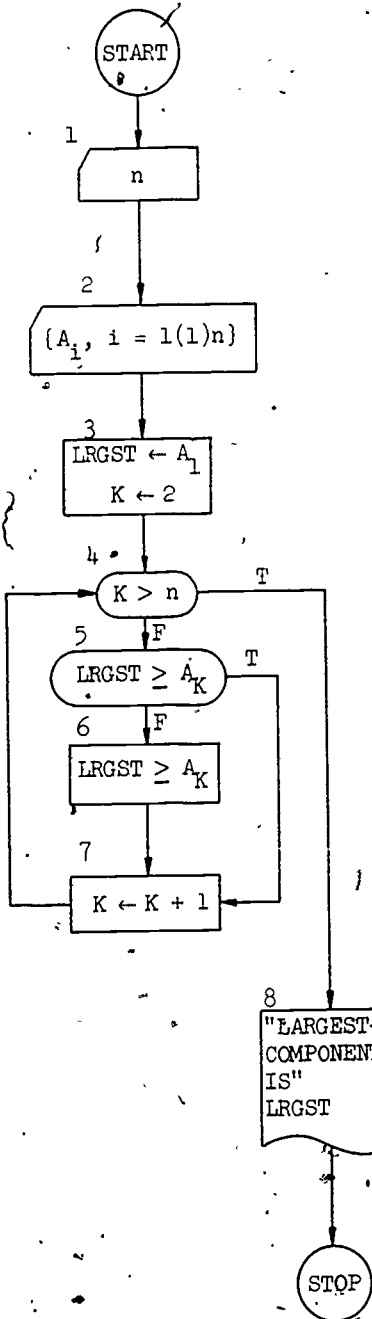 START
1
n
2
{A_i, i = 1(1)n}
3
LRGST ← A_1
K ← 2
4
K > n
T
F
5
LRGST ≥ A_K
T
F
6
LRGST ≥ A_K
7
K ← K + 1
8
"LARGEST
COMPONENT
IS"
LRGST
STOP